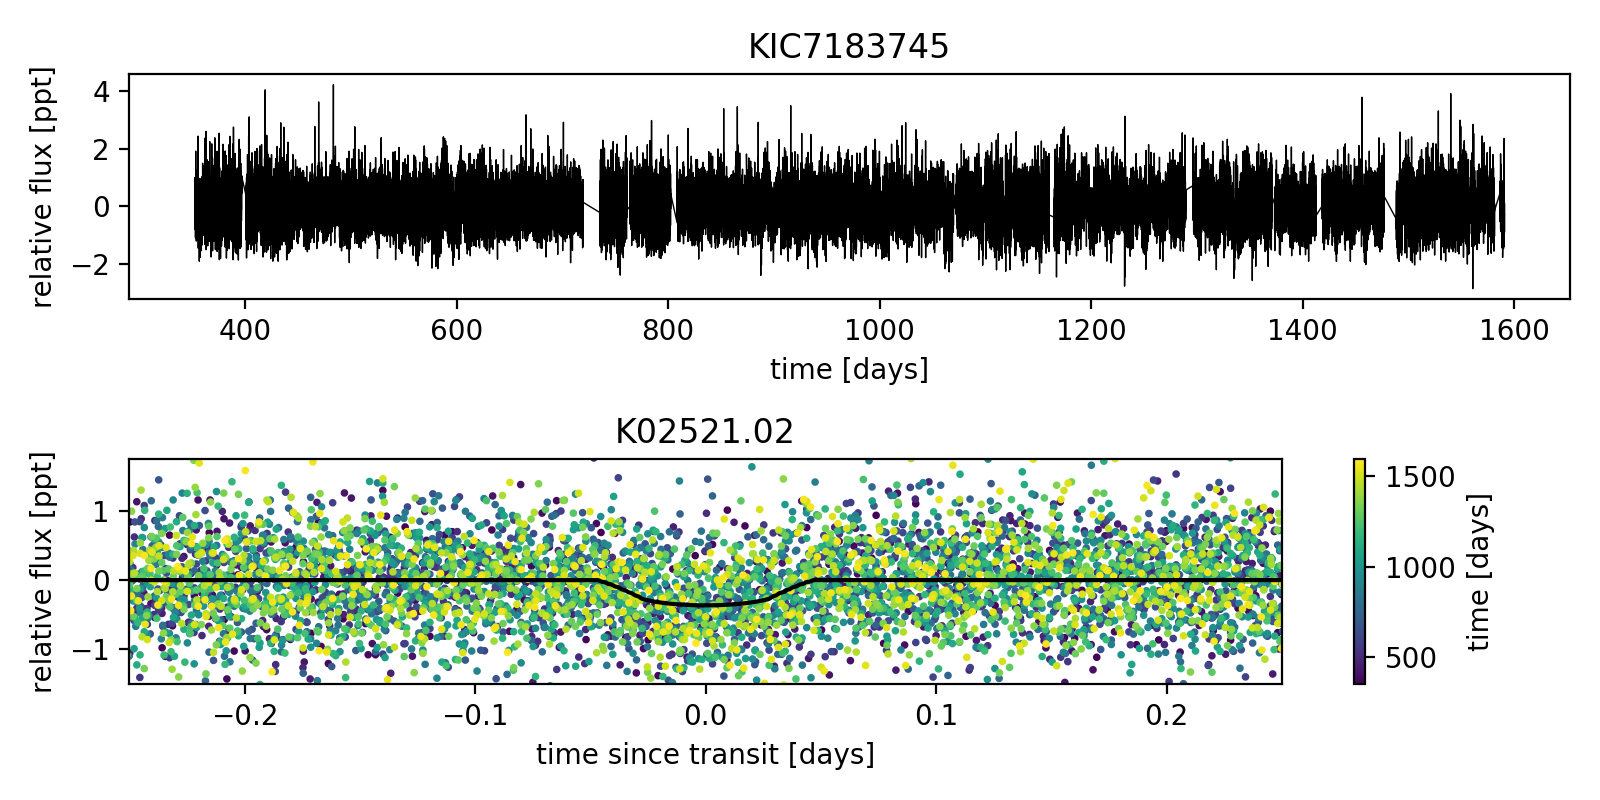 KIC7183745
relative flux [ppt]
4
2
0
−2
400 600 800 1000 1200 1400 1600
time [days]
K02521.02
relative flux [ppt]
1
0
−1
−0.2 −0.1 0.0 0.1 0.2
time since transit [days]
1500
1000
500
time [days]